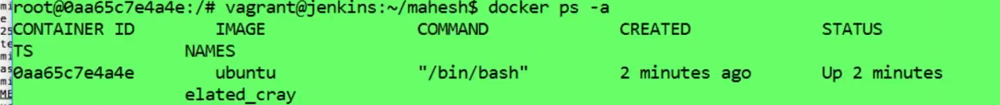 root@0aa65c7e4a4e:/# vagrant@jenkins:~/mahesh$ docker ps -a
CONTAINER ID IMAGE COMMAND CREATED STATUS
TS NAMES
0aa65c7e4a4e ubuntu "/bin/bash" 2 minutes ago Up 2 minutes
elated_cray